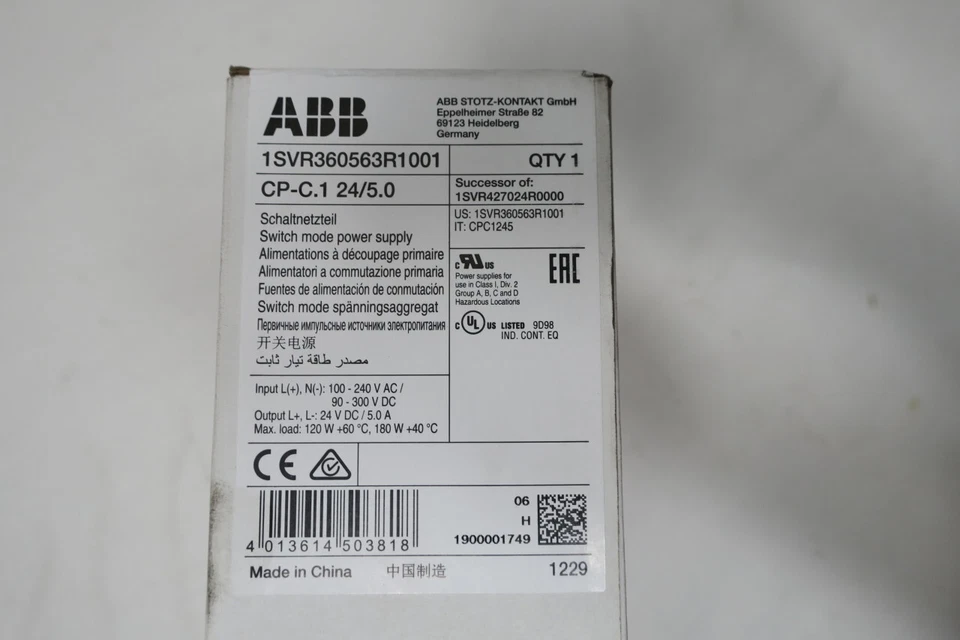 ABB
ABB STOTZ-KONTAKT GmbH
Eppelheimer Straße 82
69123 Heidelberg
Germany
1SVR360563R1001
QTY 1
CP-C.1 24/5.0
Successor of:
1SVR427024R0000
US: 1SVR360563R1001
IT: CPC1245
Schaltnetzteil
Switch mode power supply
Alimentations à découpage primaire
Alimentatori a commutazione primaria
Fuentes de alimentación de conmutación
Switch mode spänningsaggregat
Первичные импульсные источники электропитания
开关电源
مصدر طاقة تيار ثابت
c RU US
EAC
Power supplies for
use in Class I, Div. 2
Group A, B, C and D
Hazardous Locations
c UL US LISTED 9D98
IND. CONT. EQ
Input L(+), N(-): 100 - 240 V AC /
90 - 300 V DC
Output L+, L-: 24 V DC / 5.0 A
Max. load: 120 W +60 °C, 180 W +40 °C
CE
06
H
1900001749
4 013614 503818
Made in China
中国制造
1229